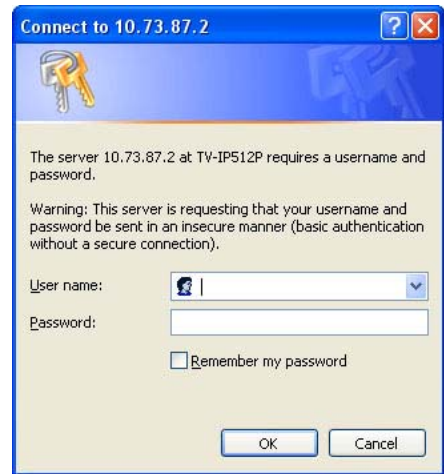 Connect to 10.73.87.2
The server 10.73.87.2 at TV-IP512P requires a username and
password.
Warning: This server is requesting that your username and
password be sent in an insecure manner (basic authentication
without a secure connection).
User name:
Password:
Remember my password
OK
Cancel